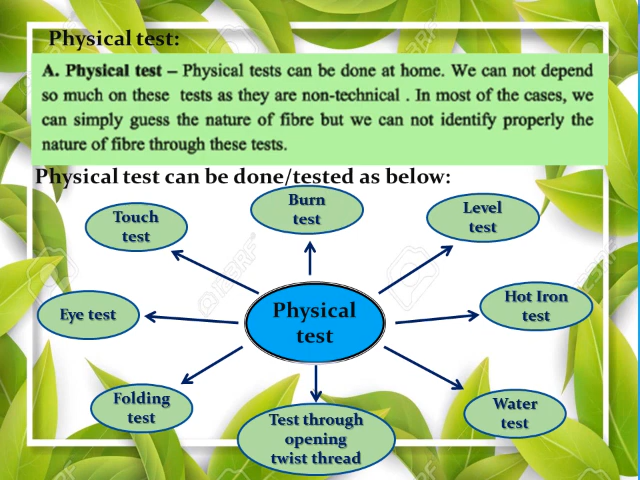 Physical test:
A. Physical test – Physical tests can be done at home. We can not depend
so much on these tests as they are non-technical . In most of the cases, we
can simply guess the nature of fibre but we can not identify properly the
nature of fibre through these tests.
Physical test can be done/tested as below:
Burn
test
Touch
test
Level
test
Eye test
Physical
test
Hot Iron
test
Folding
test
Test through
opening
twist thread
Water
test